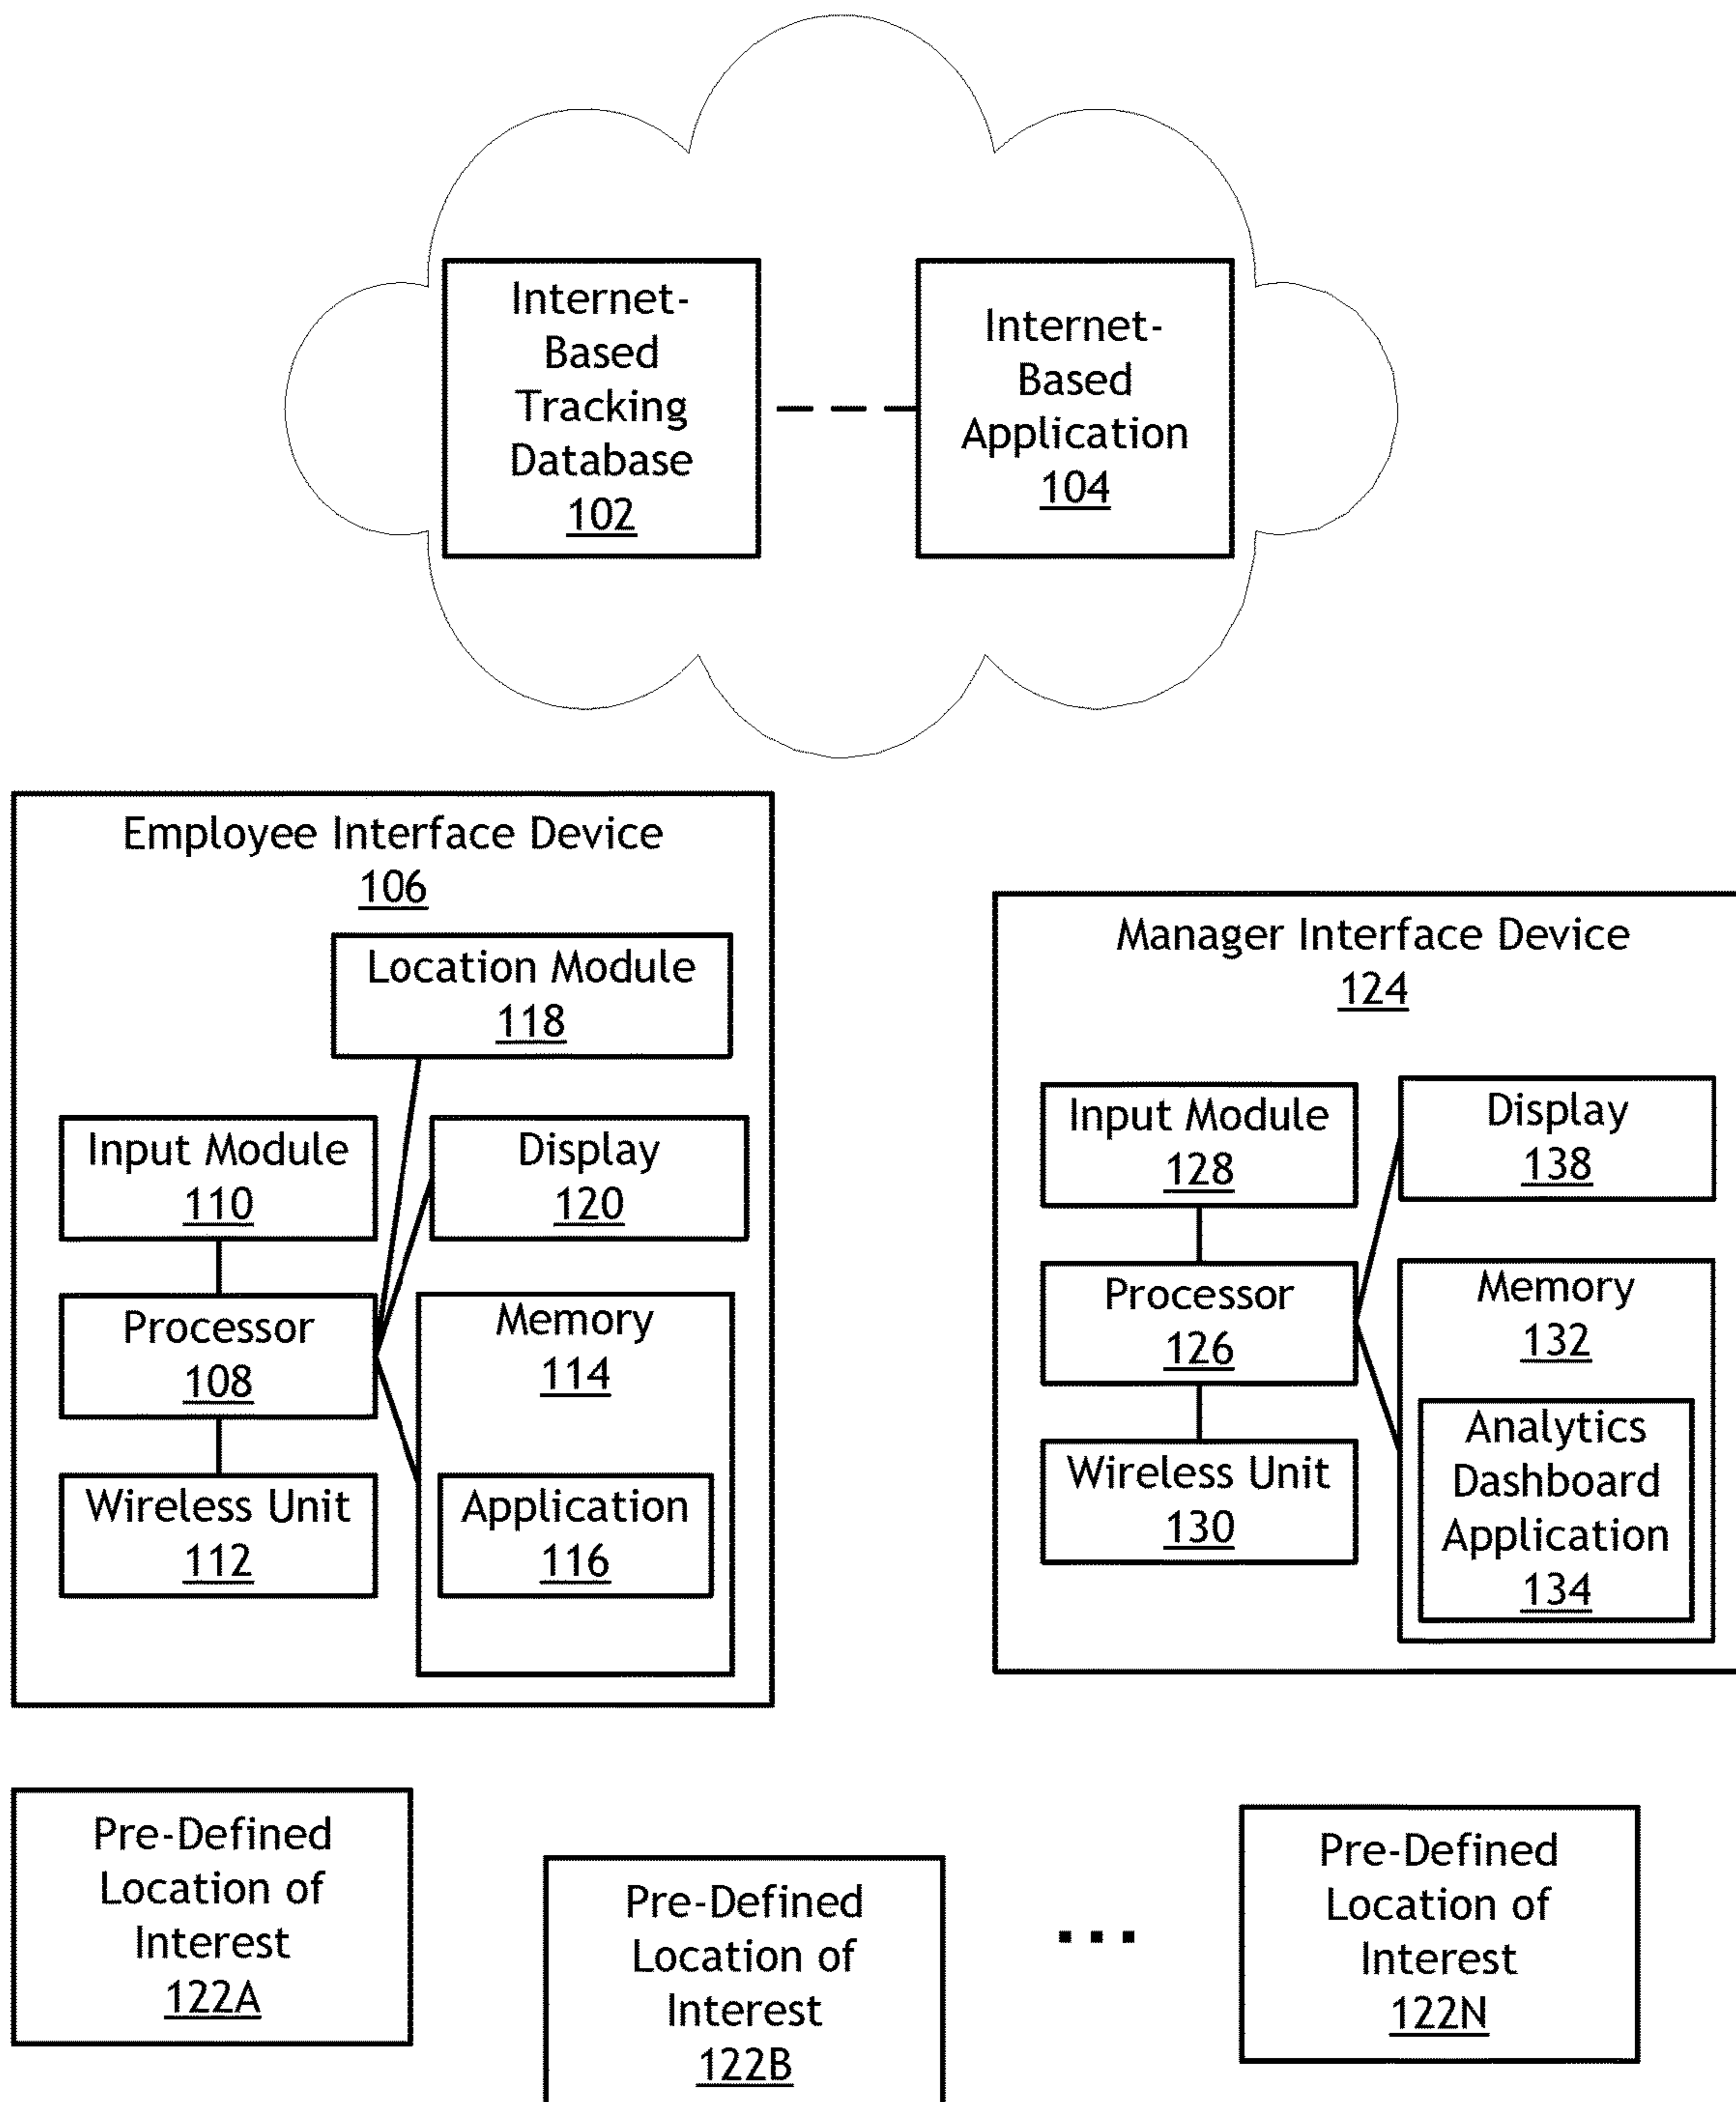 Internet-
Based
Tracking
Database
102
Internet-
Based
Application
104
Employee Interface Device
106
Location Module
118
Input Module
110
Display
120
Processor
108
Memory
114
Wireless Unit
112
Application
116
Manager Interface Device
124
Input Module
128
Display
138
Processor
126
Memory
132
Wireless Unit
130
Analytics
Dashboard
Application
134
Pre-Defined
Location of
Interest
122A
Pre-Defined
Location of
Interest
122B
...
Pre-Defined
Location of
Interest
122N